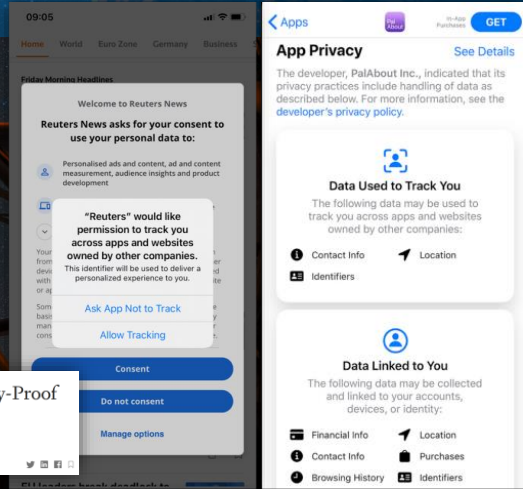 09:05
Home World Euro Zone Germany Business
Friday Morning Headlines
Welcome to Reuters News
Reuters News asks for your consent to
use your personal data to:
Personalised ads and content, ad and content
measurement, audience insights and product
development
"Reuters" would like
permission to track you
across apps and websites
owned by other companies.
This identifier will be used to deliver a
personalized experience to you.
Ask App Not to Track
Allow Tracking
Consent
Do not consent
Manage options
EU leaders break deadlock to
y-Proof
Apps
Pal
About
In-App
Purchases
GET
App Privacy
See Details
The developer, PalAbout Inc., indicated that its
privacy practices include handling of data as
described below. For more information, see the
developer's privacy policy.
Data Used to Track You
The following data may be used to
track you across apps and websites
owned by other companies:
Contact Info Location
Identifiers
Data Linked to You
The following data may be collected
and linked to your accounts,
devices, or identity:
Financial Info Location
Contact Info Purchases
Browsing History Identifiers